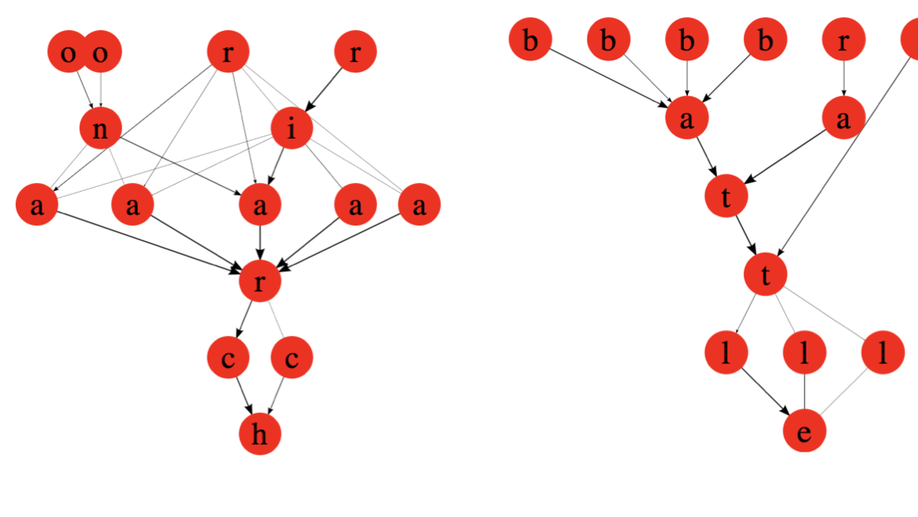 o o r r
n i
a a a a a
r
c c
h
b b b b r
a a
t
t
l l l
e